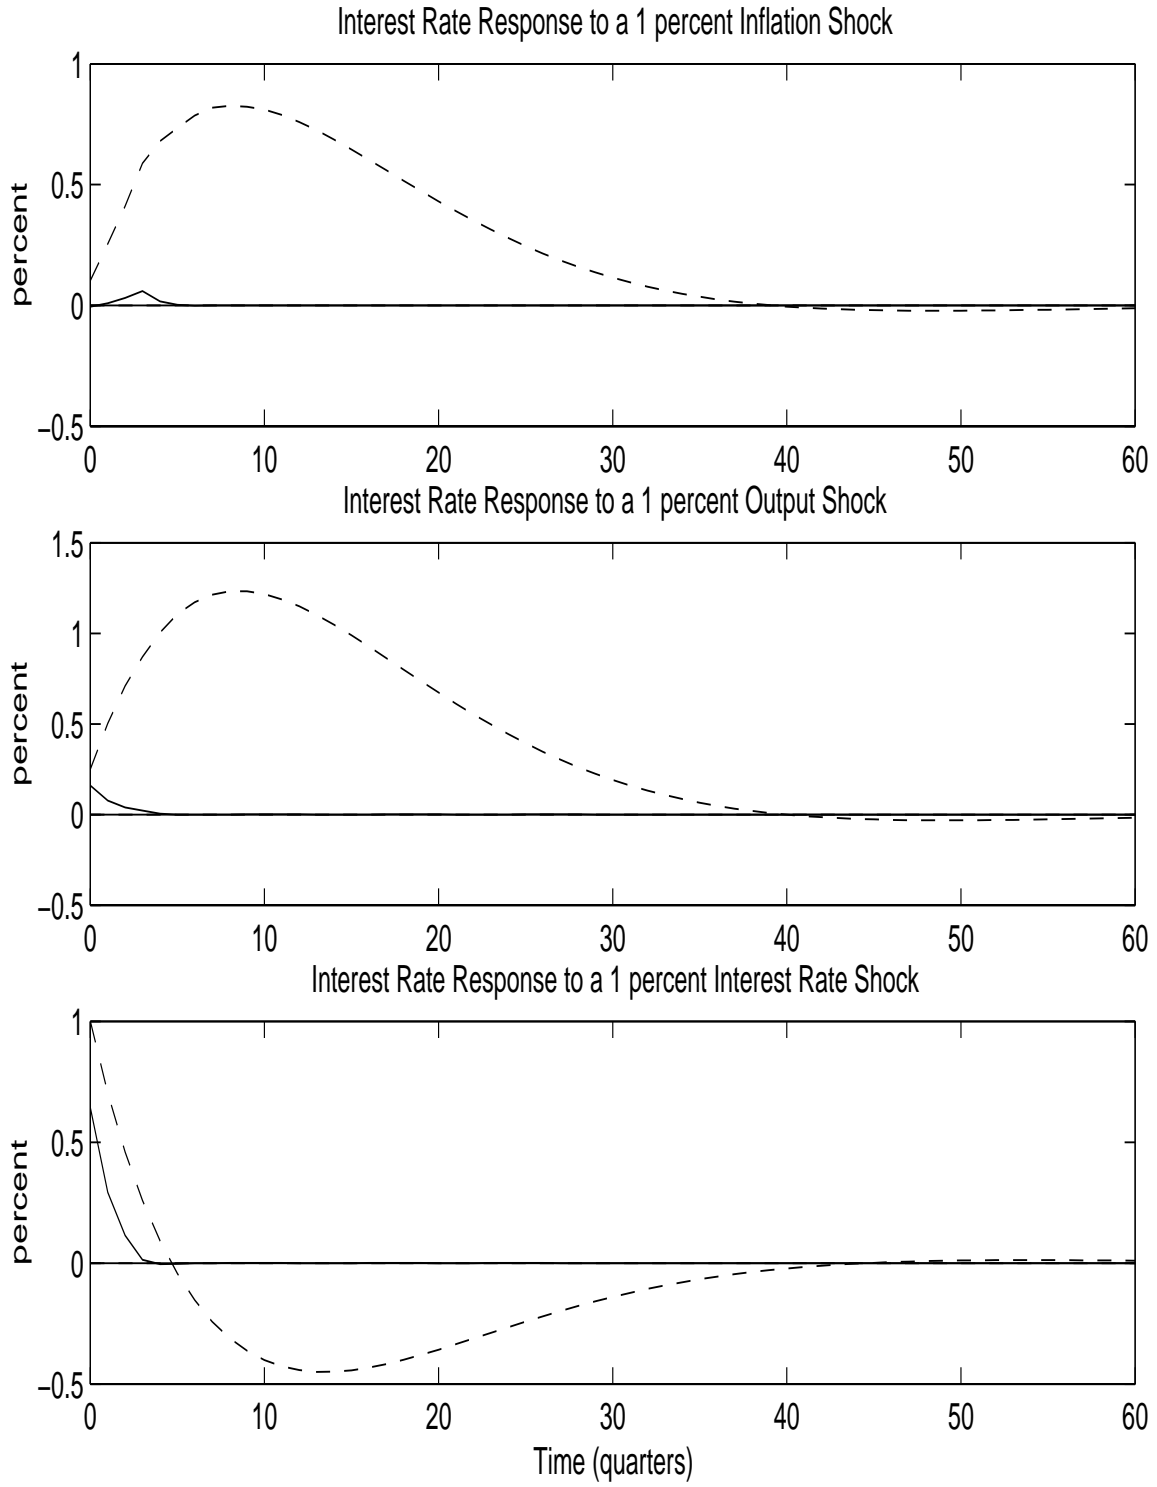 Interest Rate Response to a 1 percent Inflation Shock
1
0.5
0
−0.5
percent
0 10 20 30 40 50 60
Interest Rate Response to a 1 percent Output Shock
1.5
1
0.5
0
−0.5
percent
0 10 20 30 40 50 60
Interest Rate Response to a 1 percent Interest Rate Shock
1
0.5
0
−0.5
percent
0 10 20 30 40 50 60
Time (quarters)